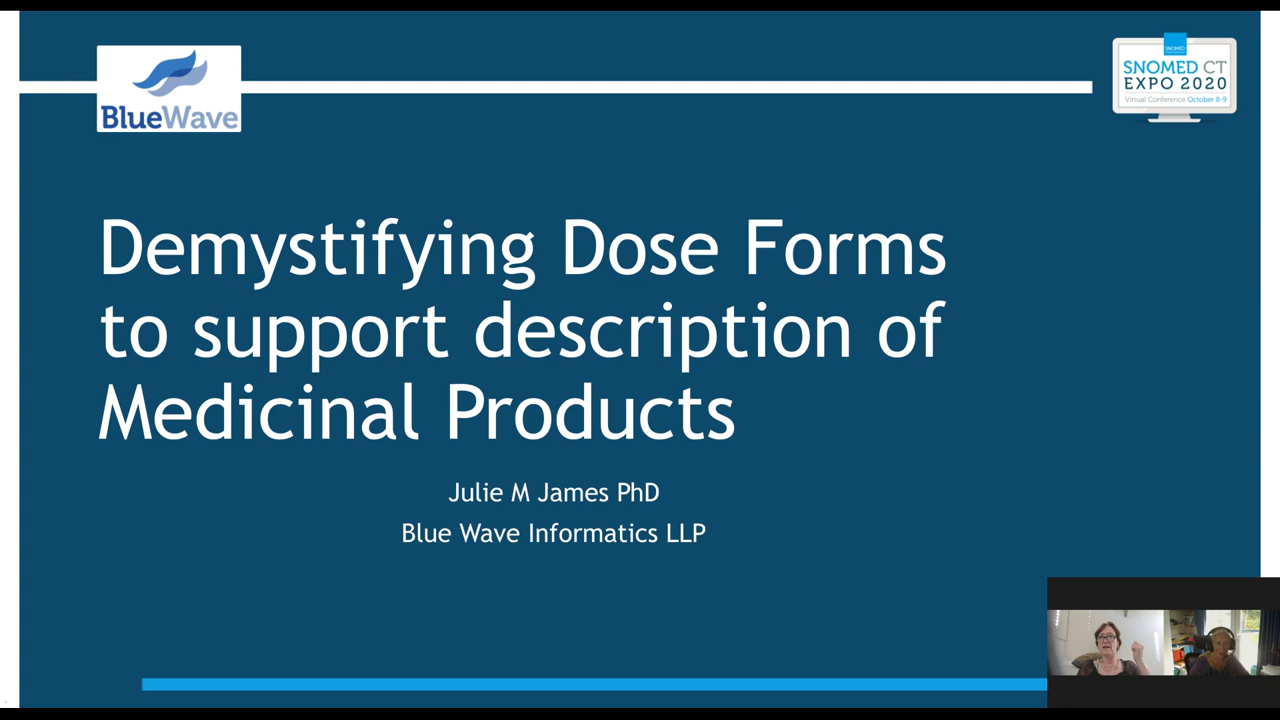 BlueWave
SNOMED
SNOMED CT
EXPO 2020
Virtual Conference October 8-9
Demystifying Dose Forms
to support description of
Medicinal Products
Julie M James PhD
Blue Wave Informatics LLP